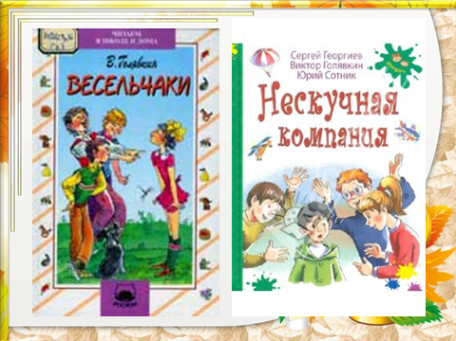 ЧИТАЕМ
В ШКОЛЕ И ДОМА
В. Голявкин
ВЕСЕЛЬЧАКИ
Сергей Георгиев
Виктор Голявкин
Юрий Сотник
Нескучная
компания